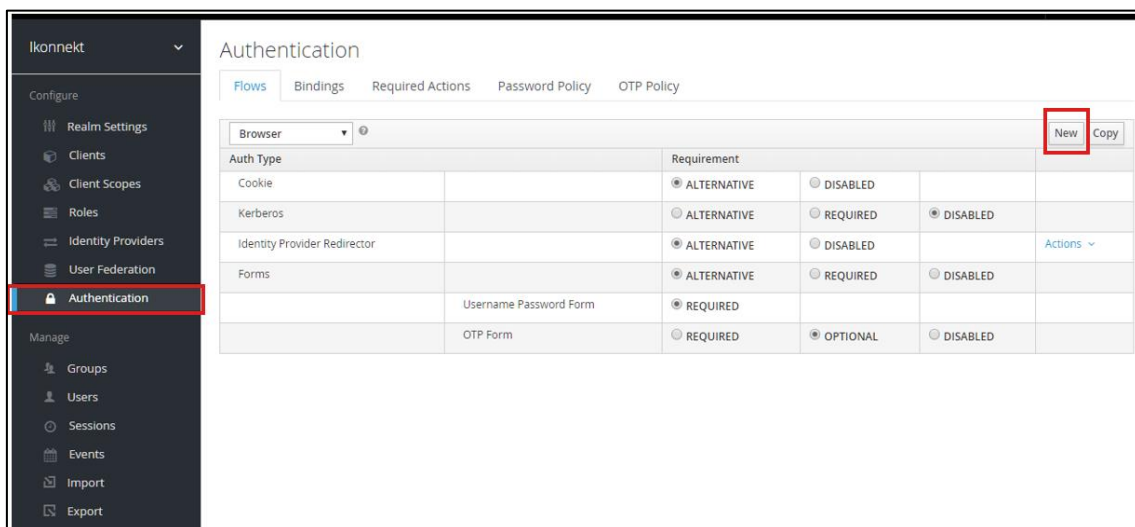 Ikonnekt
Configure
Realm Settings
Clients
Client Scopes
Roles
Identity Providers
User Federation
Authentication
Manage
Groups
Users
Sessions
Events
Import
Export
Authentication
Flows Bindings Required Actions Password Policy OTP Policy
Browser New Copy
Auth Type Requirement
Cookie ALTERNATIVE DISABLED
Kerberos ALTERNATIVE REQUIRED DISABLED
Identity Provider Redirector ALTERNATIVE DISABLED Actions
Forms ALTERNATIVE REQUIRED DISABLED
Username Password Form REQUIRED
OTP Form REQUIRED OPTIONAL DISABLED